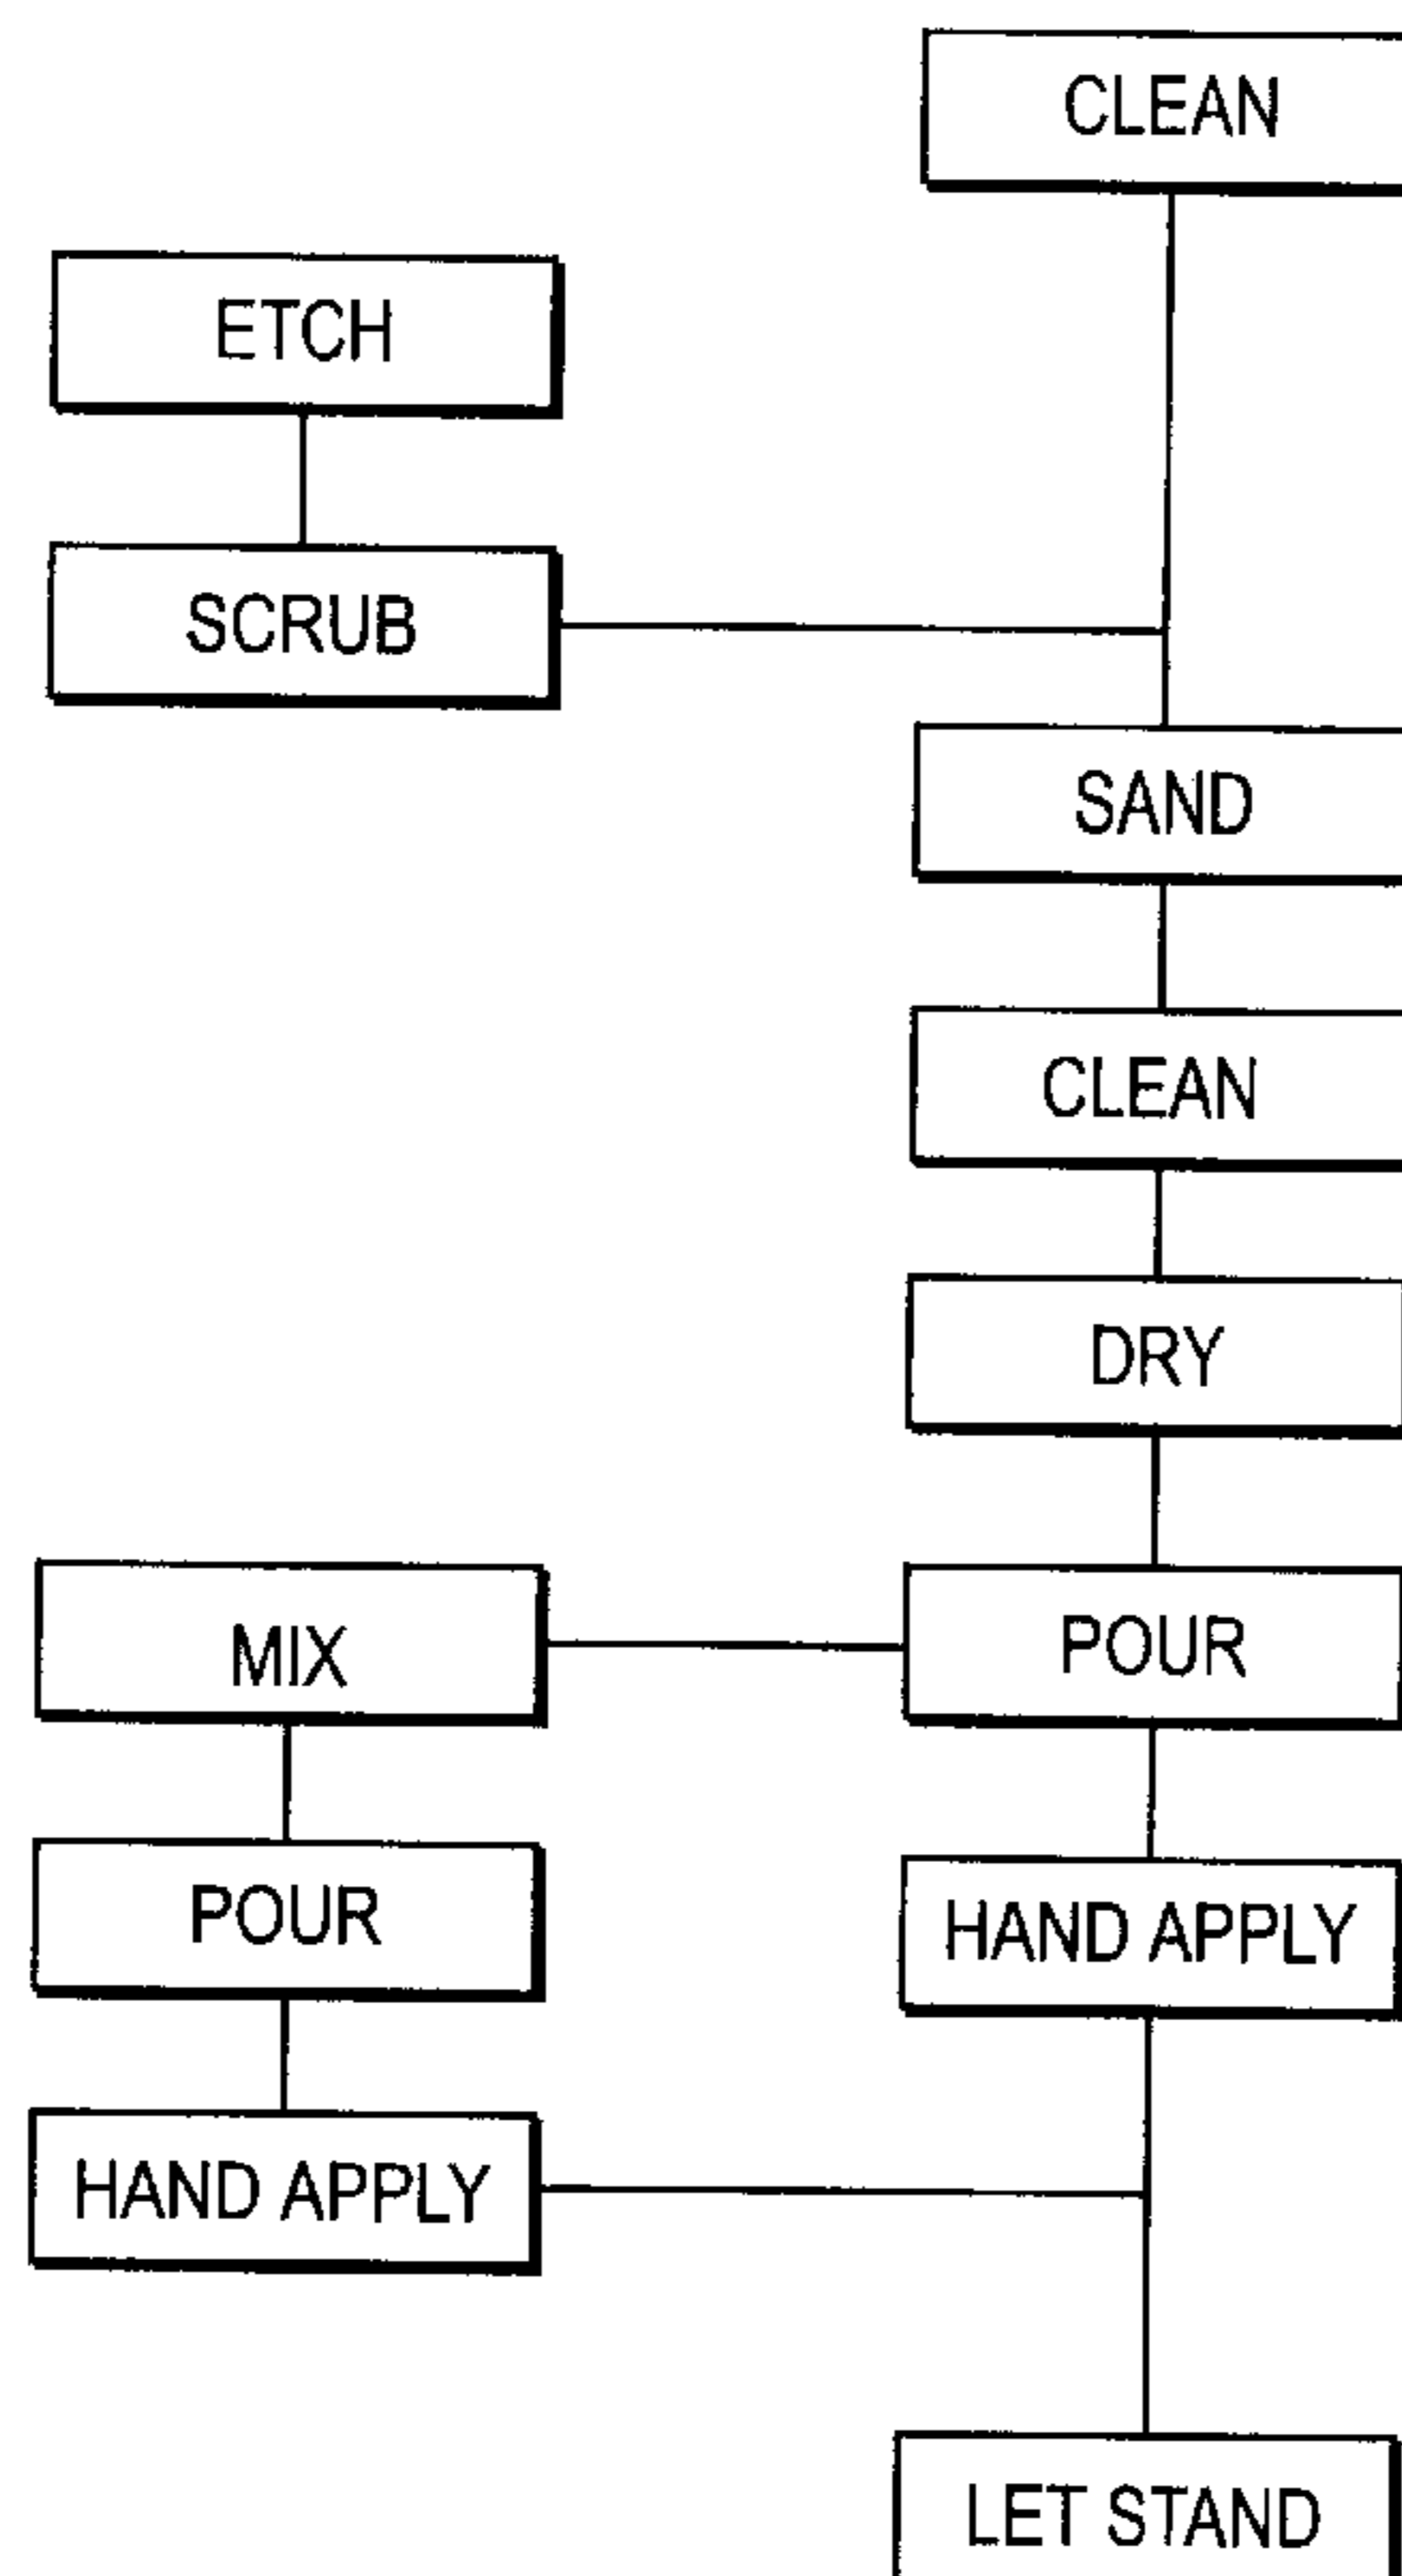 CLEAN
ETCH
SCRUB
SAND
CLEAN
DRY
MIX
POUR
POUR
HAND APPLY
HAND APPLY
LET STAND